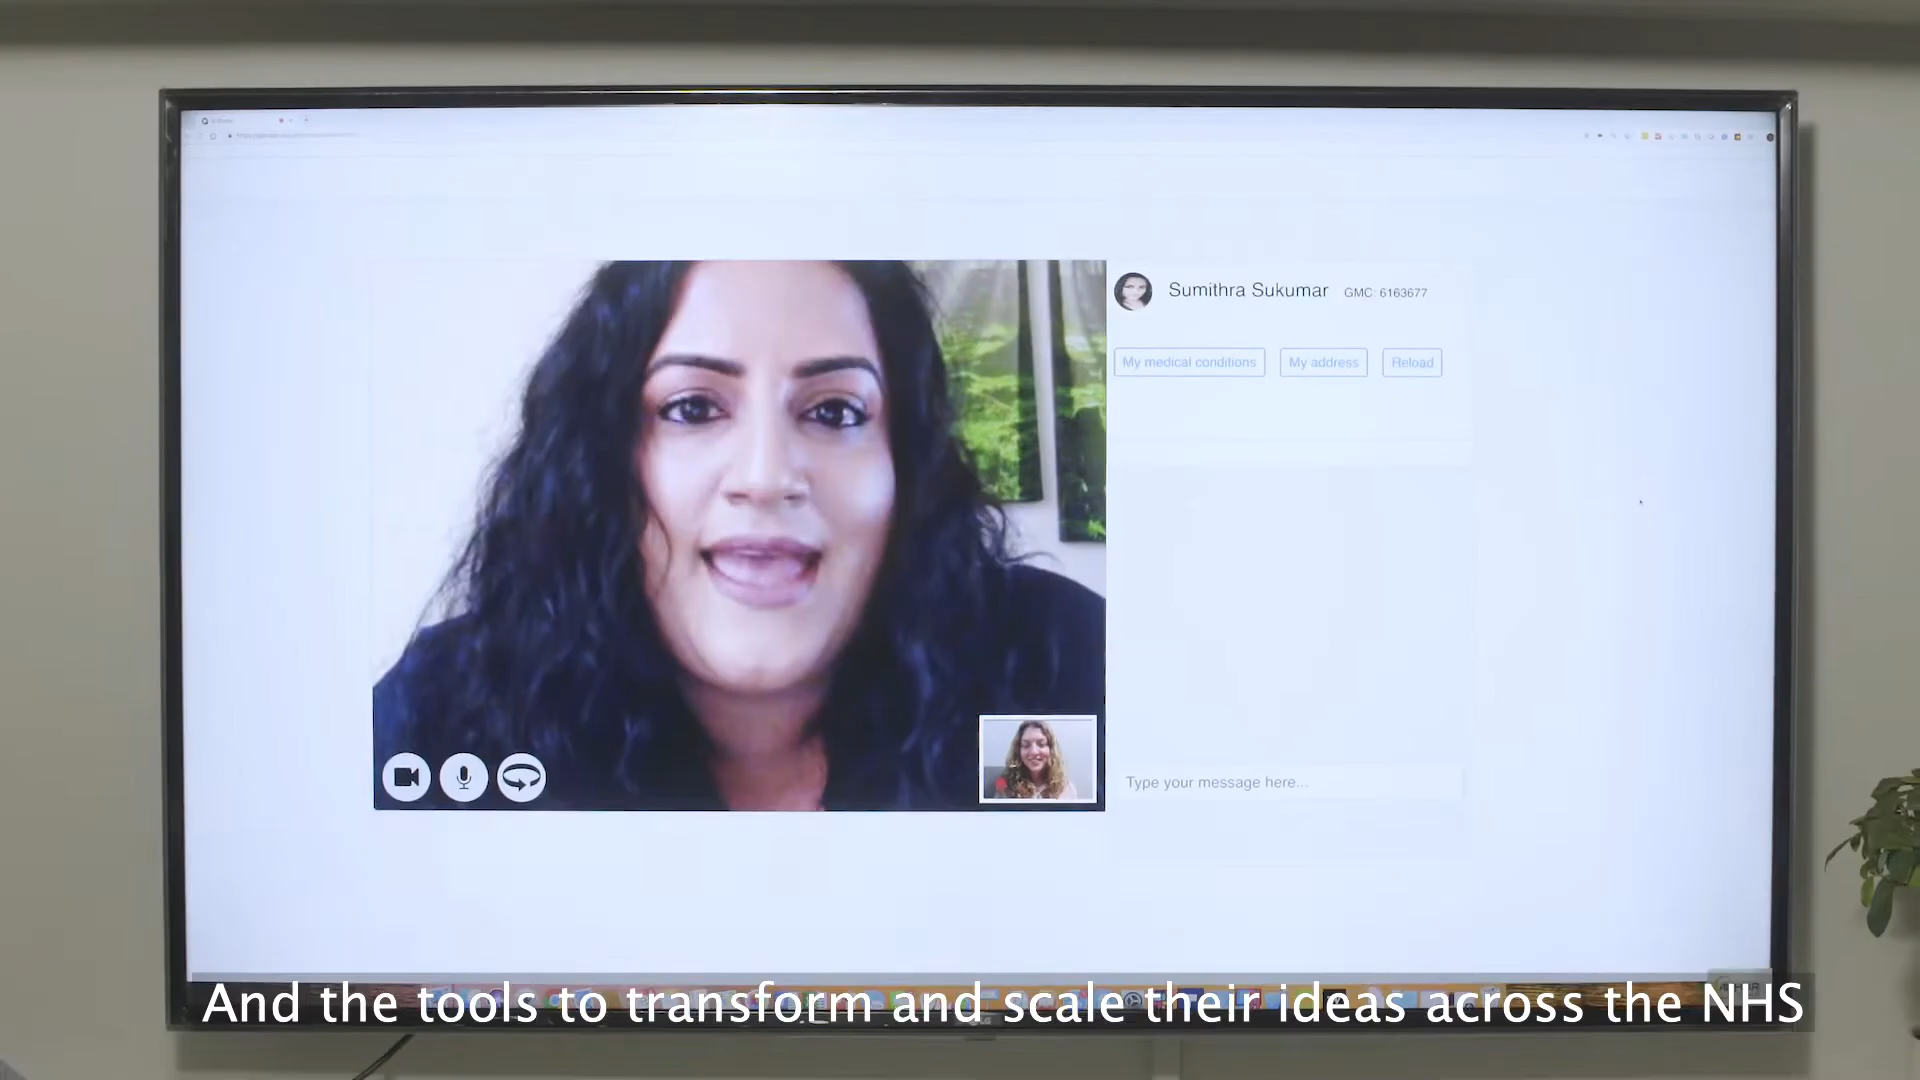 Sumithra Sukumar GMC: 6163677
My medical conditions My address Reload
Type your message here...
And the tools to transform and scale their ideas across the NHS